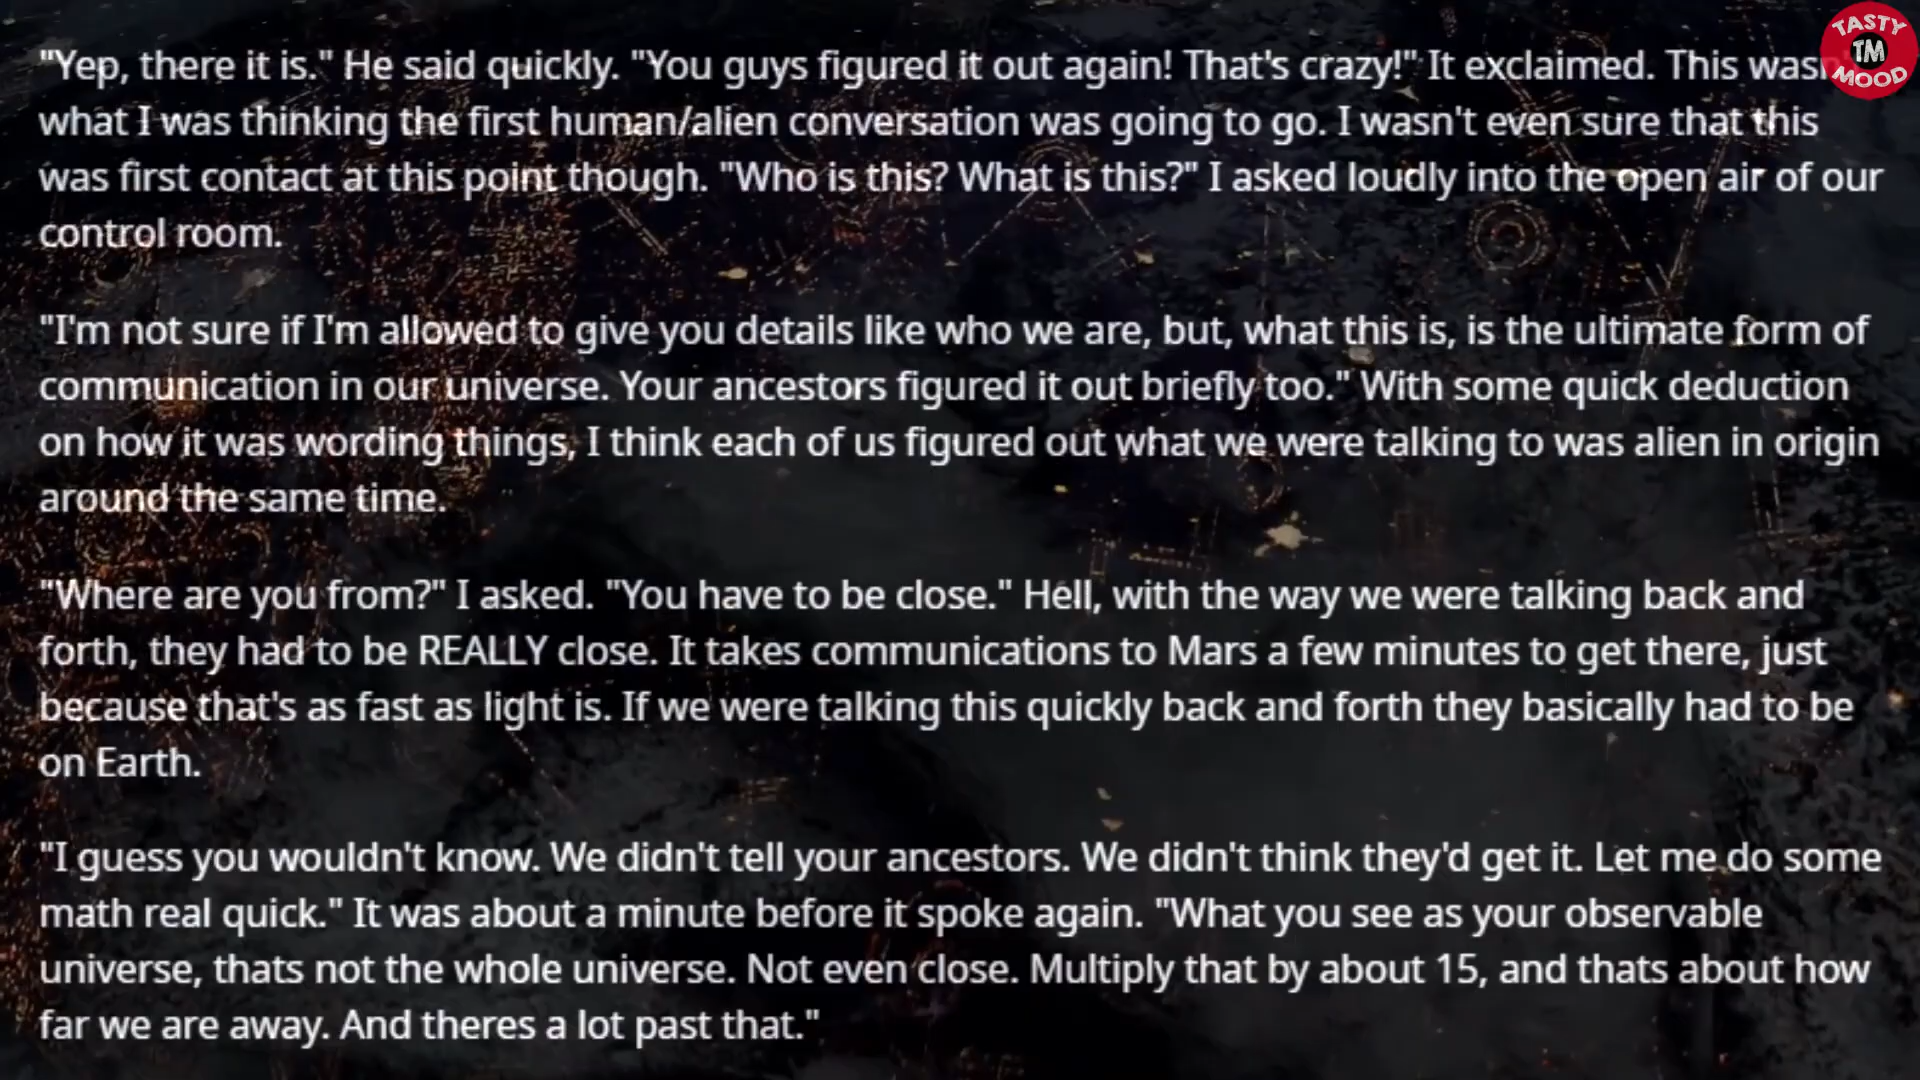 "Yep, there it is." He said quickly. "You guys figured it out again! That's crazy!" It exclaimed. This
what I was thinking the first human/alien conversation was going to go. I wasn't even sure that this
was first contact at this point though. "Who is this? What is this?" I asked loudly into the open air of our
control room.
"I'm not sure if I'm allowed to give you details like who we are, but, what this is, is the ultimate form of
communication in our universe. Your ancestors figured it out briefly too." With some quick deduction
on how it was wording things, I think each of us figured out what we were talking to was alien in origin
around the same time.
"Where are you from?" I asked. "You have to be close." Hell, with the way we were talking back and
forth, they had to be REALLY close. It takes communications to Mars a few minutes to get there, just
because that's as fast as light is. If we were talking this quickly back and forth they basically had to be
on Earth.
"I guess you wouldn't know. We didn't tell your ancestors. We didn't think they'd get it. Let me do some
math real quick." It was about a minute before it spoke again. "What you see as your observable
universe, thats not the whole universe. Not even close. Multiply that by about 15, and thats about how
far we are away. And theres a lot past that."
TASTY
TM
MOOD